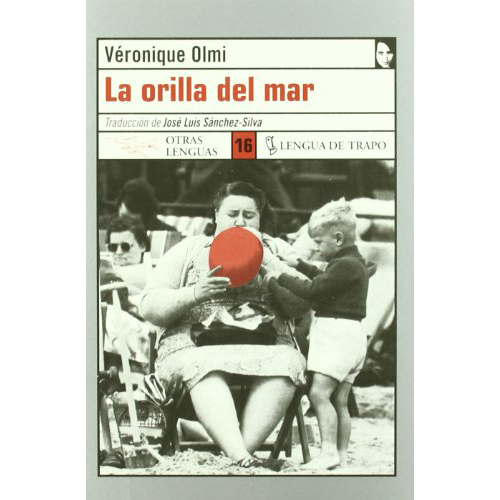 Véronique Olmi
La orilla del mar
Traducción de José Luis Sánchez-Silva
OTRAS
LENGUAS
16
LENGUA DE TRAPO